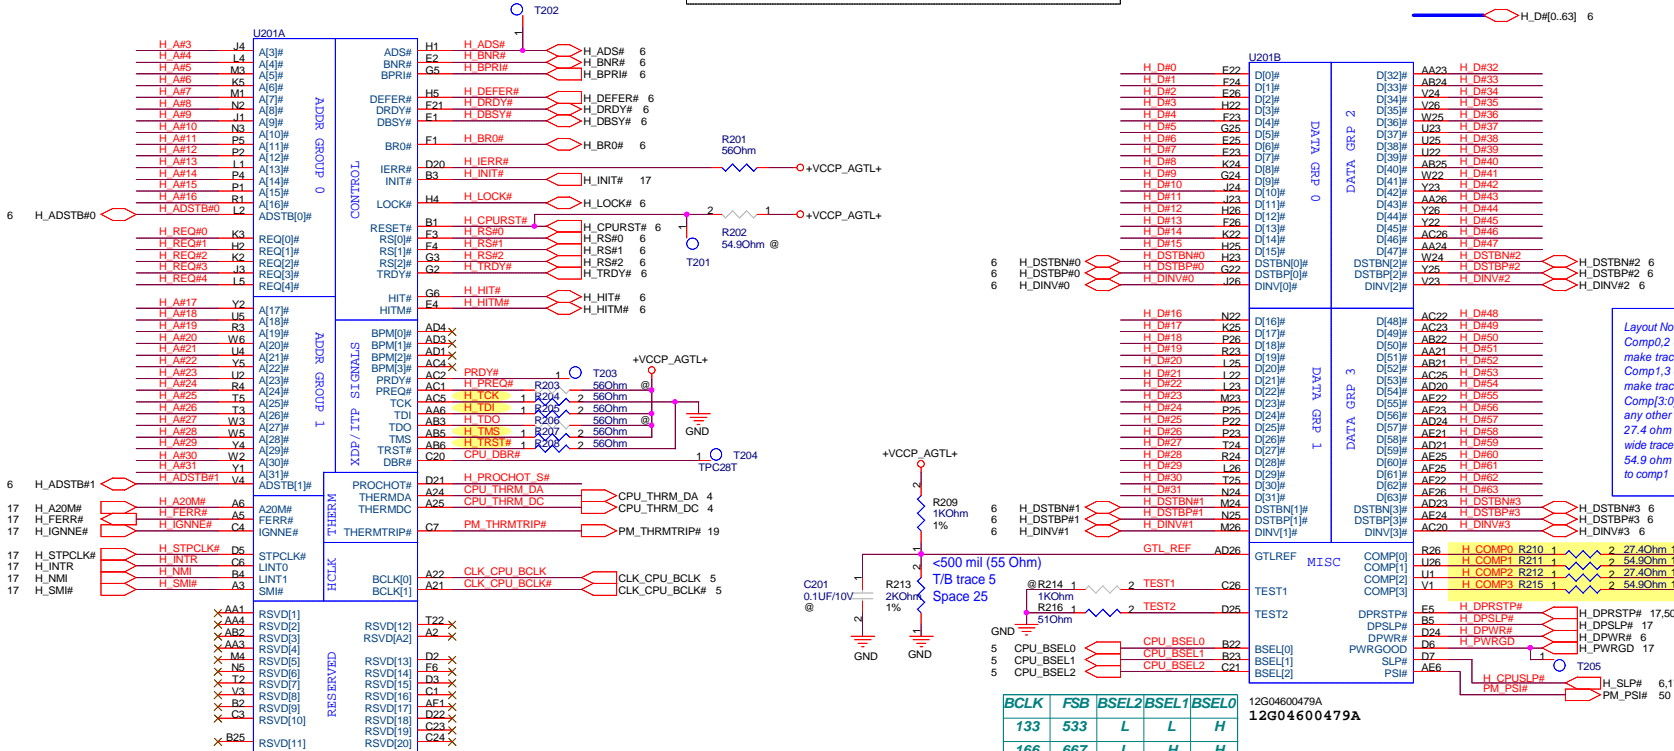 T202
H_D#[0..63] 6
U201A
H_A#3 J4 A[3]# ADS# H1 H_ADS# H_ADS# 6
H_A#4 L4 A[4]# BNR# E2 H_BNR# H_BNR# 6
H_A#5 M3 A[5]# BPRI# G5 H_BPRI# H_BPRI# 6
H_A#6 K5 A[6]#
H_A#7 M1 A[7]# DEFER# H5 H_DEFER# H_DEFER# 6
H_A#8 N2 A[8]# DRDY# F21 H_DRDY# H_DRDY# 6
H_A#9 J1 A[9]# DBSY# E1 H_DBSY# H_DBSY# 6
H_A#10 N3 A[10]#
H_A#11 P5 A[11]# BR0# F1 H_BR0# H_BR0# 6
H_A#12 P2 A[12]#
H_A#13 L1 A[13]# IERR# D20 H_IERR# R201 56Ohm +VCCP_AGTL+
H_A#14 P4 A[14]# INIT# B3 H_INIT# H_INIT# 17
H_A#15 P1 A[15]#
H_A#16 R1 A[16]# LOCK# H4 H_LOCK# H_LOCK# 6
6 H_ADSTB#0 H_ADSTB#0 L2 ADSTB[0]#
RESET# B1 H_CPURST# H_CPURST# 6 2 1 +VCCP_AGTL+
R202
54.9Ohm @
T201
1
H_REQ#0 K3 REQ[0]# RS[0]# F3 H_RS#0 H_RS#0 6
H_REQ#1 H2 REQ[1]# RS[1]# F4 H_RS#1 H_RS#1 6
H_REQ#2 K2 REQ[2]# RS[2]# G3 H_RS#2 H_RS#2 6
H_REQ#3 J3 REQ[3]# TRDY# G2 H_TRDY# H_TRDY# 6
H_REQ#4 L5 REQ[4]#
HIT# G6 H_HIT# H_HIT# 6
HITM# E4 H_HITM# H_HITM# 6
ADDR GROUP 0
CONTROL
H_A#17 Y2 A[17]#
H_A#18 U5 A[18]#
H_A#19 R3 A[19]# BPM[0]# AD4
H_A#20 W6 A[20]# BPM[1]# AD3
H_A#21 U4 A[21]# BPM[2]# AD1
H_A#22 Y5 A[22]# BPM[3]# AC4
H_A#23 U2 A[23]# PRDY# AC2 PRDY# 1 T203
H_A#24 R4 A[24]# PREQ# AC1 H_PREQ# R203 56Ohm @
H_A#25 T5 A[25]# TCK AC5 H_TCK 1 R204 2 56Ohm
H_A#26 T3 A[26]# TDI AA6 H_TDI 1 R205 2 56Ohm
H_A#27 W3 A[27]# TDO AB3 H_TDO R206 56Ohm @
H_A#28 W5 A[28]# TMS AB5 H_TMS 1 R207 2 56Ohm
H_A#29 Y4 A[29]# TRST# AB6 H_TRST# 1 R208 2 56Ohm
H_A#30 W2 A[30]# DBR# C20 CPU_DBR# 1 T204
TPC28T
H_A#31 Y1 A[31]#
6 H_ADSTB#1 H_ADSTB#1 V4 ADSTB[1]#
+VCCP_AGTL+
GND
ADDR GROUP 1
XDP/ITP SIGNALS
PROCHOT# D21 H_PROCHOT_S#
THERMDA A24 CPU_THRM_DA CPU_THRM_DA 4
THERMDC A25 CPU_THRM_DC CPU_THRM_DC 4
THERMTRIP# C7 PM_THRMTRIP# PM_THRMTRIP# 19
THERM
17 H_A20M# H_A20M# A6 A20M#
17 H_FERR# H_FERR# A5 FERR#
17 H_IGNNE# H_IGNNE# C4 IGNNE#
17 H_STPCLK# H_STPCLK# D5 STPCLK#
17 H_INTR H_INTR C6 LINT0
17 H_NMI H_NMI B4 LINT1
17 H_SMI# H_SMI# A3 SMI#
HCLK
BCLK[0] A22 CLK_CPU_BCLK CLK_CPU_BCLK 5
BCLK[1] A21 CLK_CPU_BCLK# CLK_CPU_BCLK# 5
AA1 RSVD[1]
AA4 RSVD[2] RSVD[12] T22
AB2 RSVD[3] RSVD[A2] A2
AA3 RSVD[4]
M4 RSVD[5] RSVD[13] D2
N5 RSVD[6] RSVD[14] F6
T2 RSVD[7] RSVD[15] D3
V3 RSVD[8] RSVD[16] C1
B2 RSVD[9] RSVD[17] AF1
C3 RSVD[10] RSVD[18] D22
RSVD[19] C23
B25 RSVD[11] RSVD[20] C24
RESERVED
U201B
H_D#0 E22 D[0]# D[32]# AA23 H_D#32
H_D#1 F24 D[1]# D[33]# AB24 H_D#33
H_D#2 E26 D[2]# D[34]# V24 H_D#34
H_D#3 H22 D[3]# D[35]# V26 H_D#35
H_D#4 F23 D[4]# D[36]# W25 H_D#36
H_D#5 G25 D[5]# D[37]# U23 H_D#37
H_D#6 E25 D[6]# D[38]# U25 H_D#38
H_D#7 E23 D[7]# D[39]# U22 H_D#39
H_D#8 K24 D[8]# D[40]# AB25 H_D#40
H_D#9 G24 D[9]# D[41]# W22 H_D#41
H_D#10 J24 D[10]# D[42]# Y23 H_D#42
H_D#11 J23 D[11]# D[43]# AA26 H_D#43
H_D#12 H26 D[12]# D[44]# Y26 H_D#44
H_D#13 F26 D[13]# D[45]# Y22 H_D#45
H_D#14 K22 D[14]# D[46]# AC26 H_D#46
H_D#15 H25 D[15]# D[47]# AA24 H_D#47
6 H_DSTBN#0 H_DSTBN#0 H23 DSTBN[0]# DSTBN[2]# W24 H_DSTBN#2 H_DSTBN#2 6
6 H_DSTBP#0 H_DSTBP#0 G22 DSTBP[0]# DSTBP[2]# Y25 H_DSTBP#2 H_DSTBP#2 6
6 H_DINV#0 H_DINV#0 J26 DINV[0]# DINV[2]# V23 H_DINV#2 H_DINV#2 6
DATA GRP 0
DATA GRP 2
H_D#16 N22 D[16]# D[48]# AC22 H_D#48
H_D#17 K25 D[17]# D[49]# AC23 H_D#49
H_D#18 P26 D[18]# D[50]# AB22 H_D#50
H_D#19 R23 D[19]# D[51]# AA21 H_D#51
H_D#20 L25 D[20]# D[52]# AB21 H_D#52
H_D#21 L22 D[21]# D[53]# AC25 H_D#53
H_D#22 L23 D[22]# D[54]# AD20 H_D#54
H_D#23 M23 D[23]# D[55]# AE22 H_D#55
H_D#24 P25 D[24]# D[56]# AF23 H_D#56
H_D#25 P22 D[25]# D[57]# AD24 H_D#57
H_D#26 P23 D[26]# D[58]# AE21 H_D#58
H_D#27 T24 D[27]# D[59]# AD21 H_D#59
H_D#28 R24 D[28]# D[60]# AE25 H_D#60
H_D#29 L26 D[29]# D[61]# AF25 H_D#61
H_D#30 T25 D[30]# D[62]# AF22 H_D#62
H_D#31 N24 D[31]# D[63]# AF26 H_D#63
6 H_DSTBN#1 H_DSTBN#1 M24 DSTBN[1]# DSTBN[3]# AD23 H_DSTBN#3 H_DSTBN#3 6
6 H_DSTBP#1 H_DSTBP#1 N25 DSTBP[1]# DSTBP[3]# AE24 H_DSTBP#3 H_DSTBP#3 6
6 H_DINV#1 H_DINV#1 M26 DINV[1]# DINV[3]# AC20 H_DINV#3 H_DINV#3 6
DATA GRP 1
DATA GRP 3
Layout No
Comp0,2
make trac
Comp1,3
make trac
Comp[3:0]
any other
27.4 ohm
wide trace
54.9 ohm
to comp1
+VCCP_AGTL+
R209
1KOhm
1%
GTL_REF AD26 GTLREF
MISC
<500 mil (55 Ohm)
T/B trace 5
Space 25
C201
0.1UF/10V
@
R213
2KOhm
1%
GND
GND
COMP[0] R26 H_COMP0 R210 1 2 27.4Ohm 1
COMP[1] U26 H_COMP1 R211 1 2 54.9Ohm 1
COMP[2] U1 H_COMP2 R212 1 2 27.4Ohm 1
COMP[3] V1 H_COMP3 R215 1 2 54.9Ohm 1
@ R214 1 2 TEST1 C26 TEST1
1KOhm
R216 1 2 TEST2 D25 TEST2
51Ohm
GND
DPRSTP# E5 H_DPRSTP# H_DPRSTP# 17,50
DPSLP# B5 H_DPSLP# H_DPSLP# 17
DPWR# D24 H_DPWR# H_DPWR# 6
PWRGOOD D6 H_PWRGD H_PWRGD 17
SLP# D7 H_CPUSLP# H_SLP# 6,1
PSI# AE6 PM_PSI# PM_PSI# 50
1 T205
5 CPU_BSEL0 CPU_BSEL0 B22 BSEL[0]
5 CPU_BSEL1 CPU_BSEL1 B23 BSEL[1]
5 CPU_BSEL2 CPU_BSEL2 C21 BSEL[2]
12G04600479A
12G04600479A
BCLK FSB BSEL2 BSEL1 BSEL0
133 533 L L H
166 667 L H H